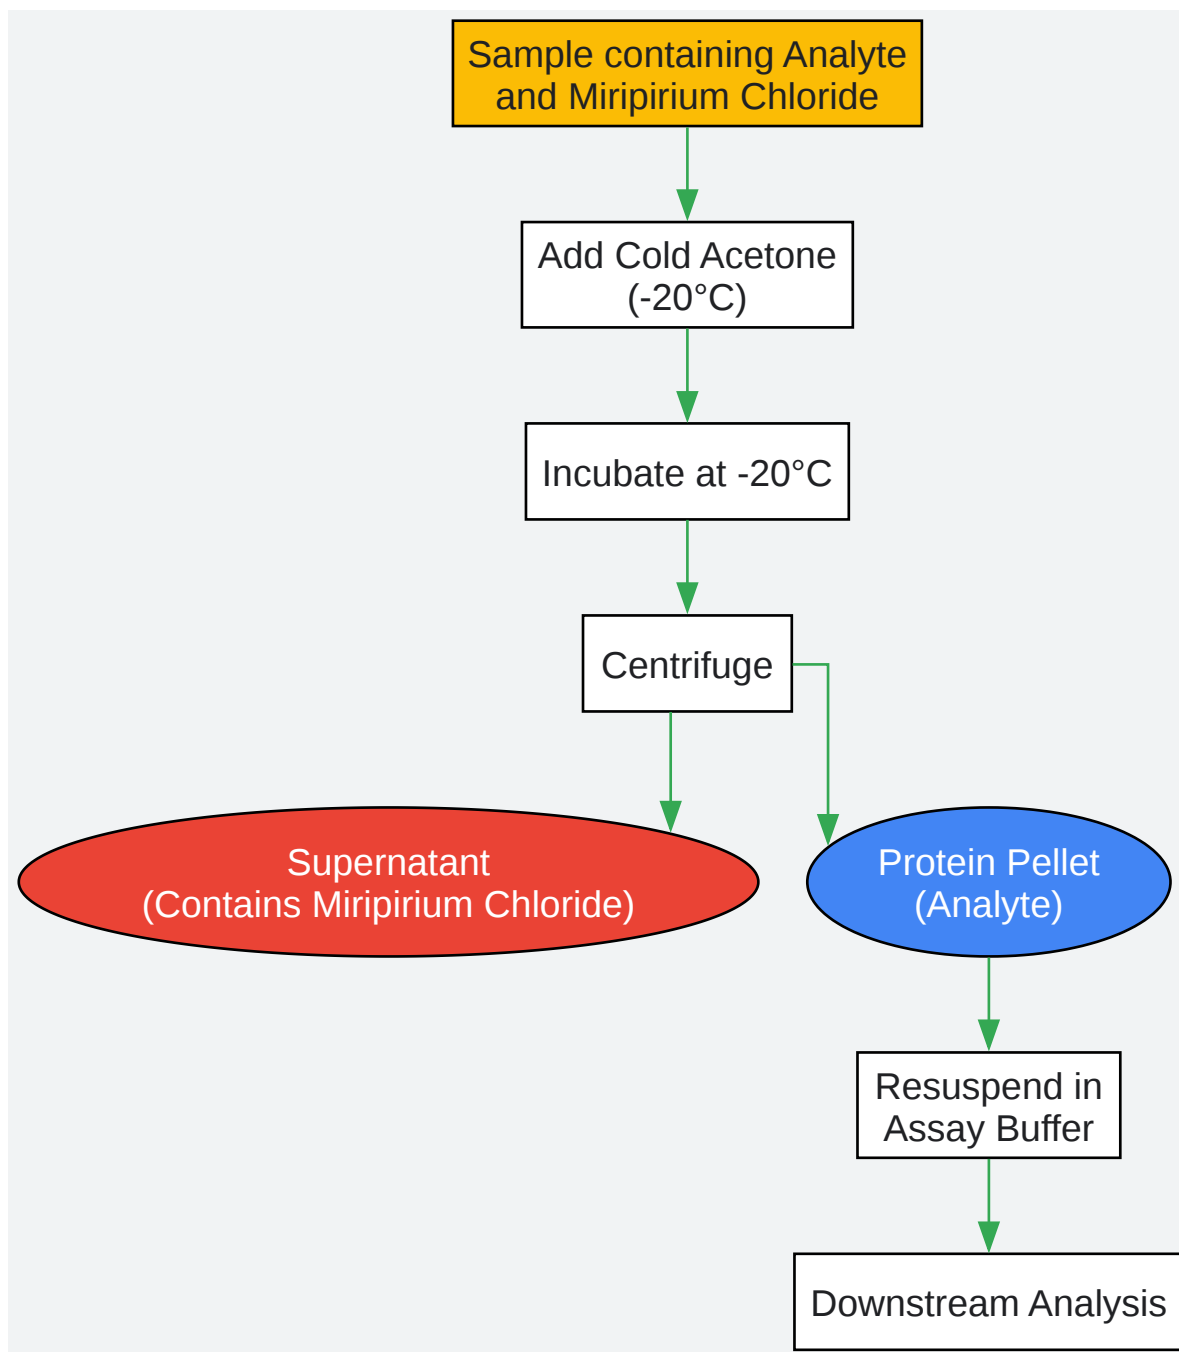 Sample containing Analyte
and Miripirium Chloride
Add Cold Acetone
(-20°C)
Incubate at -20°C
Centrifuge
Supernatant
(Contains Miripirium Chloride)
Protein Pellet
(Analyte)
Resuspend in
Assay Buffer
Downstream Analysis